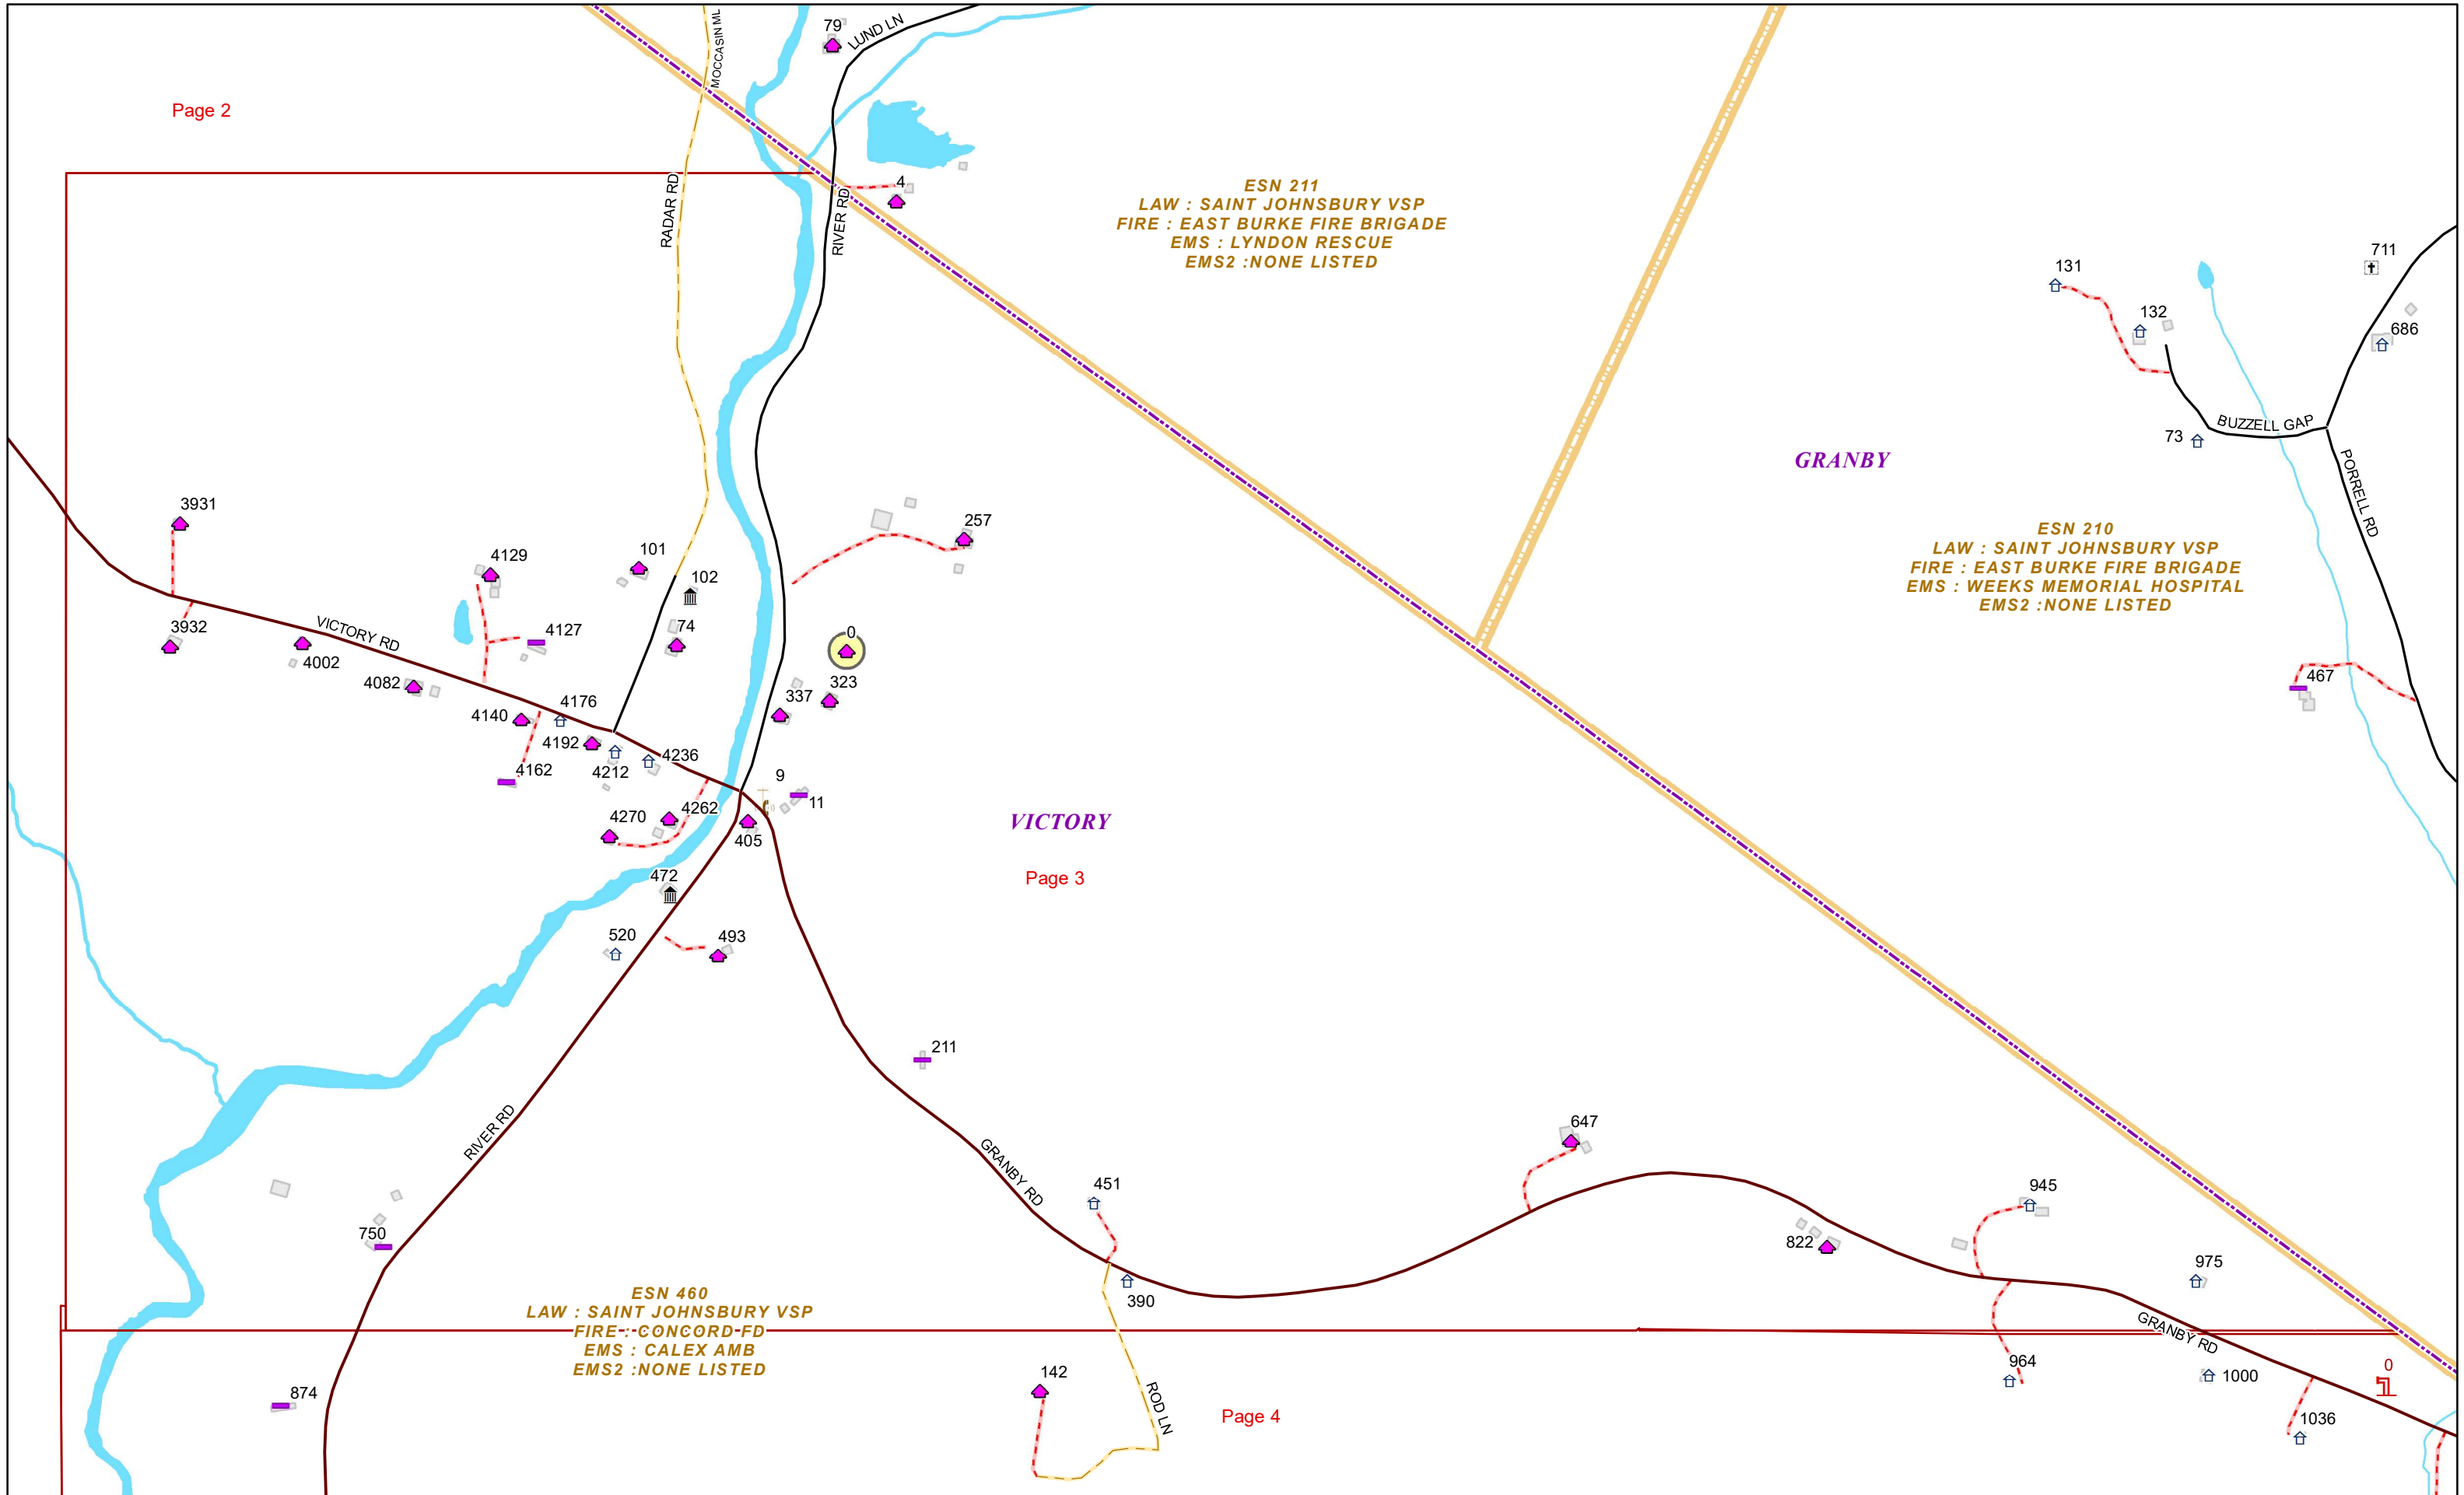 79
LUND LN
MOCCASIN ML
Page 2
4
RADAR RD
RIVER RD
ESN 211
LAW : SAINT JOHNSBURY VSP
FIRE : EAST BURKE FIRE BRIGADE
EMS : LYNDON RESCUE
EMS2 :NONE LISTED
711
131
132
686
BUZZELL GAP
73
GRANBY
PORRELL RD
3931
257
ESN 210
LAW : SAINT JOHNSBURY VSP
FIRE : EAST BURKE FIRE BRIGADE
EMS : WEEKS MEMORIAL HOSPITAL
EMS2 :NONE LISTED
4129
101
102
3932
VICTORY RD
4127
74
0
4002
4082
337
323
467
4140
4176
4192
4236
4162
4212
9
11
4270
4262
405
VICTORY
472
Page 3
520
493
211
RIVER RD
GRANBY RD
647
451
945
750
822
975
390
ESN 460
LAW : SAINT JOHNSBURY VSP
FIRE : CONCORD FD
EMS : CALEX AMB
EMS2 :NONE LISTED
GRANBY RD
964
0
142
1000
874
ROD LN
Page 4
1036